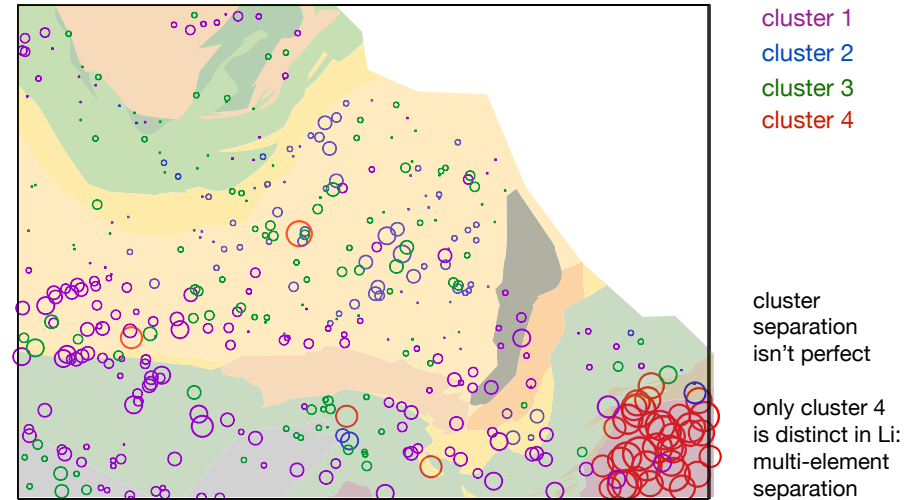 cluster 1
cluster 2
cluster 3
cluster 4
cluster
separation
isn't perfect
only cluster 4
is distinct in Li:
multi-element
separation